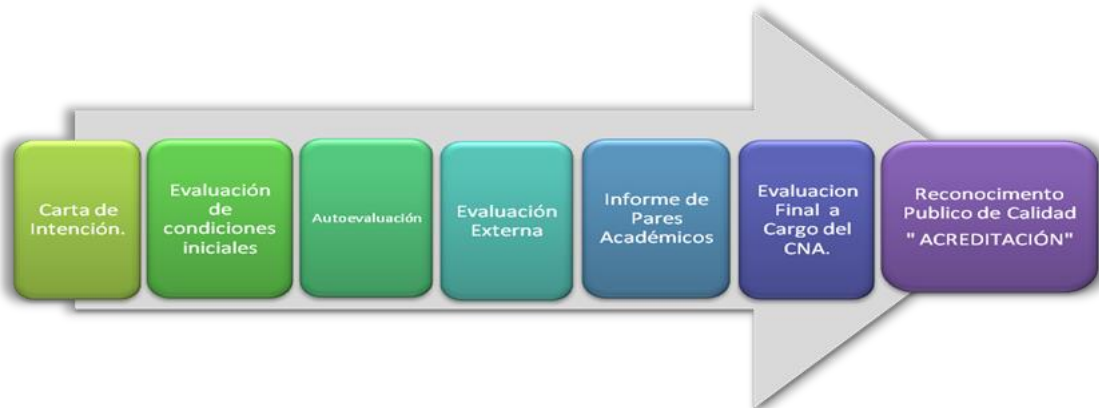 Carta de
Intención.
Evaluación
de
condiciones
iniciales
Autoevaluación
Evaluación
Externa
Informe de
Pares
Académicos
Evaluacion
Final a
Cargo del
CNA.
Reconocimento
Publico de Calidad
" ACREDITACIÓN"